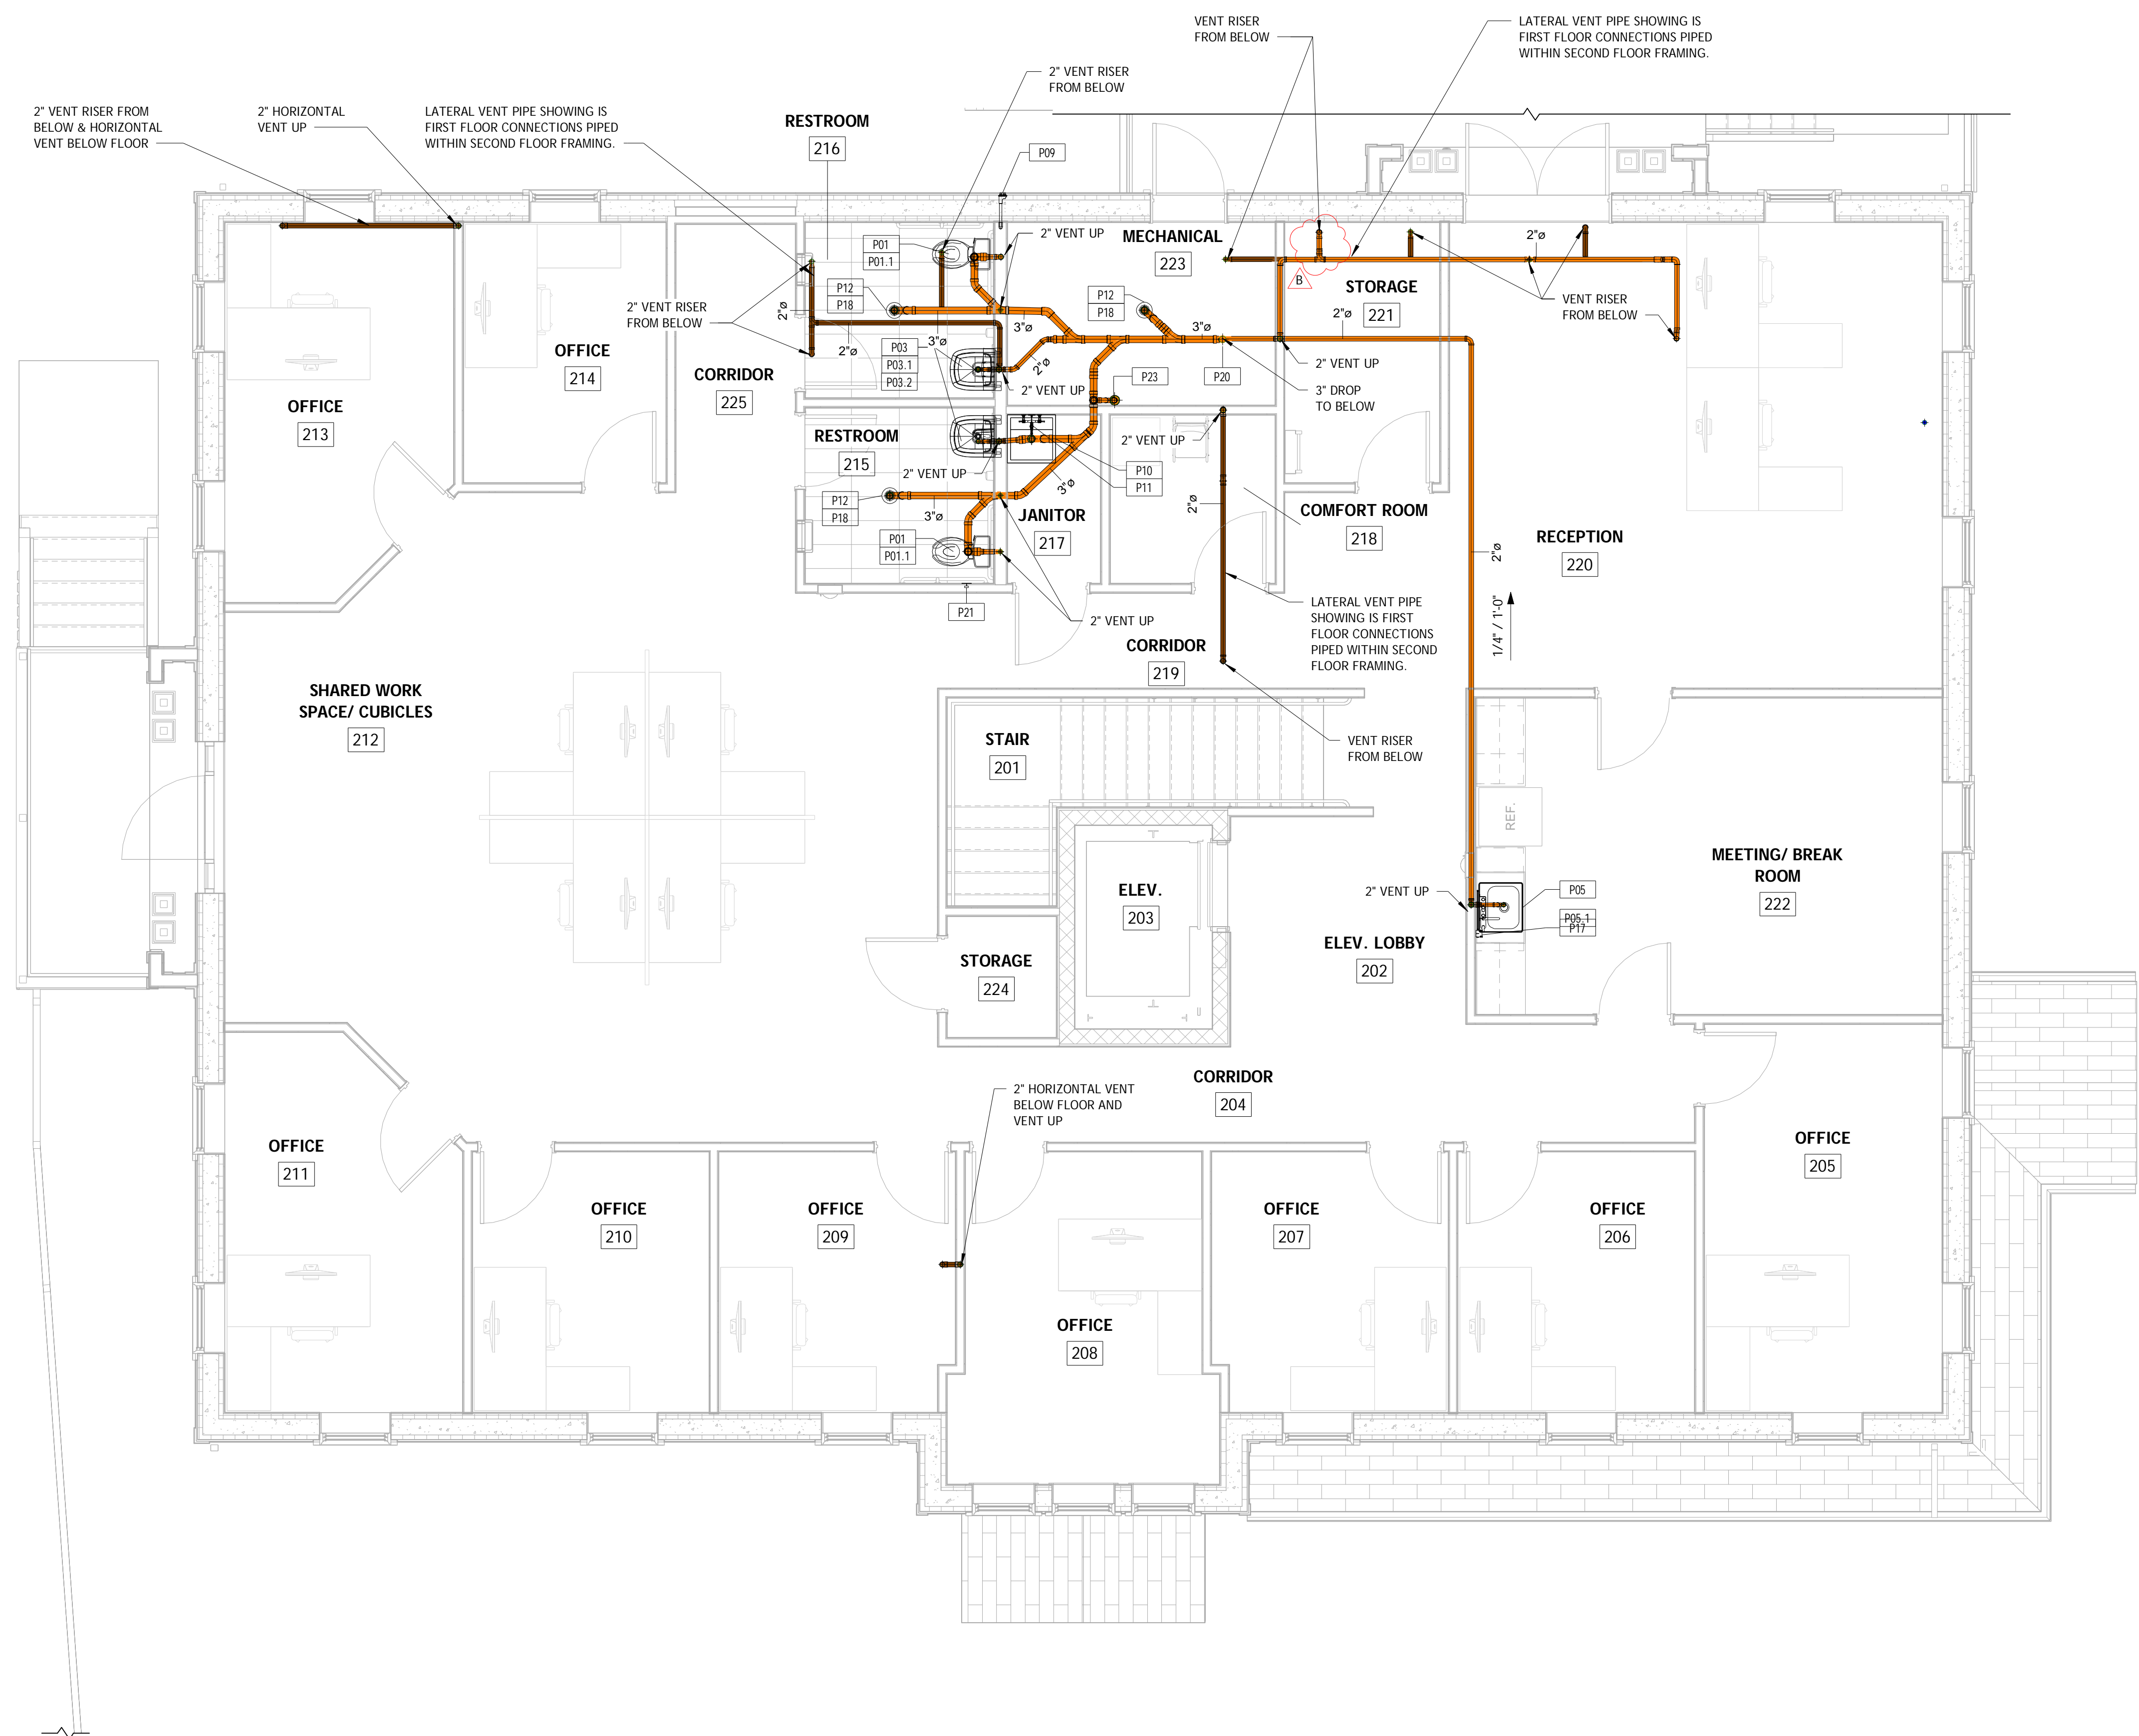 VENT RISER
FROM BELOW
LATERAL VENT PIPE SHOWING IS
FIRST FLOOR CONNECTIONS PIPED
WITHIN SECOND FLOOR FRAMING.
2" VENT RISER
FROM BELOW
2" VENT RISER FROM
BELOW & HORIZONTAL
VENT BELOW FLOOR
2" HORIZONTAL
VENT UP
LATERAL VENT PIPE SHOWING IS
FIRST FLOOR CONNECTIONS PIPED
WITHIN SECOND FLOOR FRAMING.
RESTROOM
216
P09
P01
P01.1
2" VENT UP
MECHANICAL
223
2"ø
B
STORAGE
221
P12
P18
P12
P18
VENT RISER
FROM BELOW
2" VENT RISER
FROM BELOW
2"ø
3"ø
3"ø
3"ø
2"ø
2"ø
2"ø
P03
P03.1
P03.2
OFFICE
214
CORRIDOR
225
2" VENT UP
P23
P20
2" VENT UP
3" DROP
TO BELOW
OFFICE
213
RESTROOM
215
2" VENT UP
2" VENT UP
P10
P11
3"ø
2"ø
P12
P18
3"ø
JANITOR
217
COMFORT ROOM
218
RECEPTION
220
2"ø
P01
P01.1
P21
2" VENT UP
LATERAL VENT PIPE
SHOWING IS FIRST
FLOOR CONNECTIONS
PIPED WITHIN SECOND
FLOOR FRAMING.
1/4" / 1'-0"
CORRIDOR
219
SHARED WORK
SPACE/ CUBICLES
212
STAIR
201
VENT RISER
FROM BELOW
REF.
MEETING/ BREAK
ROOM
222
ELEV.
203
2" VENT UP
P05
P05.1
P17
ELEV. LOBBY
202
STORAGE
224
CORRIDOR
204
2" HORIZONTAL VENT
BELOW FLOOR AND
VENT UP
OFFICE
211
OFFICE
205
OFFICE
210
OFFICE
209
OFFICE
207
OFFICE
206
OFFICE
208